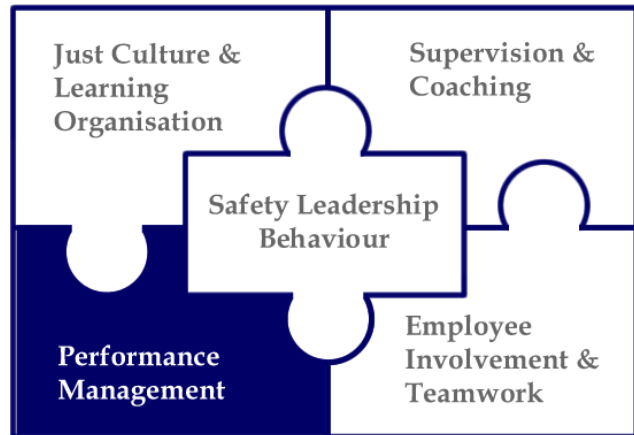 Just Culture &
Learning
Organisation
Supervision &
Coaching
Safety Leadership
Behaviour
Performance
Management
Employee
Involvement &
Teamwork